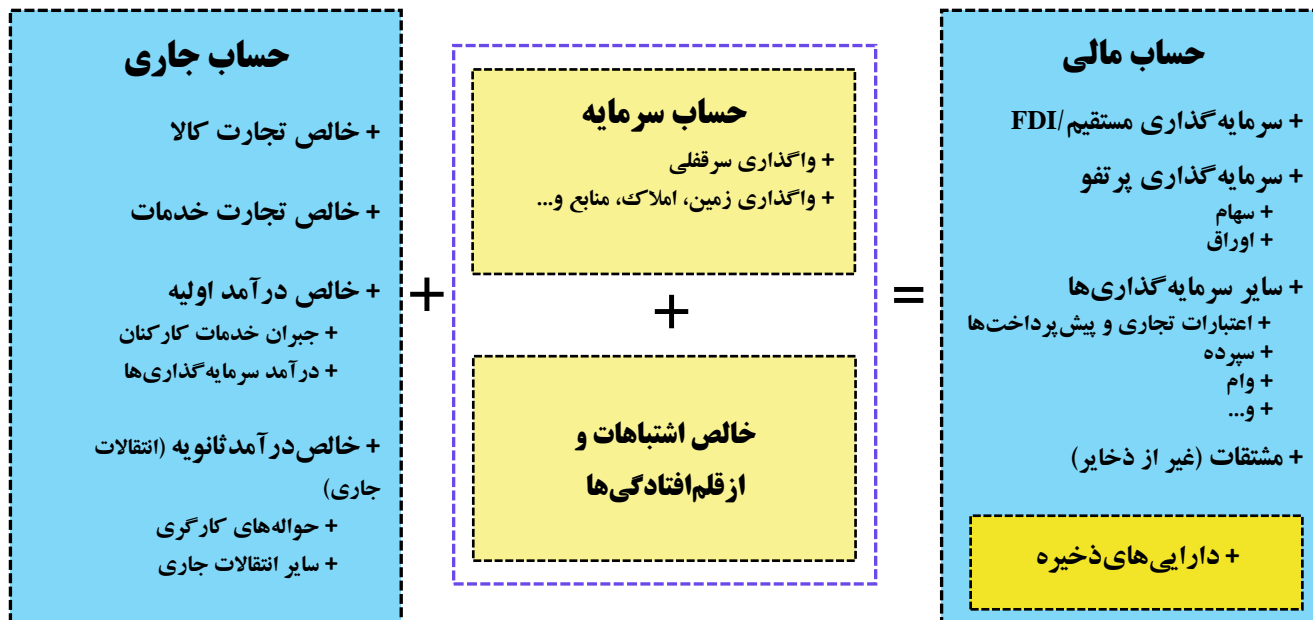 حساب جاری
+ خالص تجارت کالا
+ خالص تجارت خدمات
+ خالص درآمد اولیه
+ جبران خدمات کارکنان
+ درآمد سرمایه‌گذاری‌ها
+ خالص‌درآمدثانویه (انتقالات
جاری)
+ حواله‌های کارگری
+ سایر انتقالات جاری
+
حساب سرمایه
+ واگذاری سرقفلی
+ واگذاری زمین، املاک، منابع و...
+
خالص اشتباهات و
ازقلم‌افتادگی‌ها
=
حساب مالی
+ سرمایه‌گذاری مستقیم/FDI
+ سرمایه‌گذاری پرتفو
+ سهام
+ اوراق
+ سایر سرمایه‌گذاری‌ها
+ اعتبارات تجاری و پیش‌پرداخت‌ها
+ سپرده
+ وام
+ و...
+ مشتقات (غیر از ذخایر)
+ دارایی‌های‌ذخیره